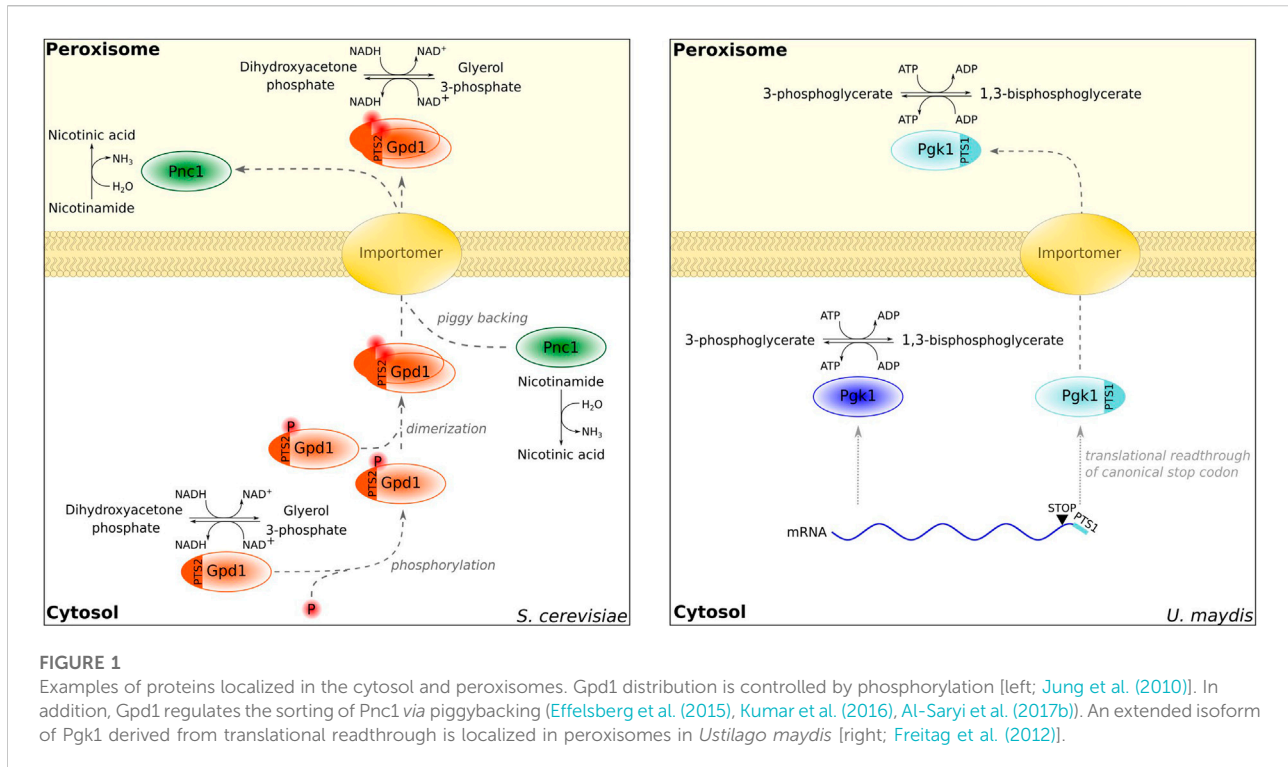 Peroxisome
NADH NAD+
Dihydroxyacetone
phosphate
Glyerol
3-phosphate
NADH NAD+
PTS2 Gpd1
Nicotinic acid
NH3
H2O
Nicotinamide
Pnc1
Importomer
piggy backing
Pnc1
Nicotinamide
H2O
NH3
Nicotinic acid
PTS2 Gpd1
dimerization
P
PTS2 Gpd1
P
PTS2 Gpd1
NADH NAD+
Dihydroxyacetone
phosphate
Glyerol
3-phosphate
NADH NAD+
PTS2 Gpd1
phosphorylation
P
Cytosol
S. cerevisiae
Peroxisome
ATP ADP
3-phosphoglycerate 1,3-bisphosphoglycerate
ATP ADP
Pgk1 PTS1
Importomer
ATP ADP
3-phosphoglycerate 1,3-bisphosphoglycerate
ATP ADP
Pgk1
Pgk1 PTS1
translational readthrough
of canonical stop codon
STOP
PTS1
mRNA
Cytosol
U. maydis
FIGURE 1
Examples of proteins localized in the cytosol and peroxisomes. Gpd1 distribution is controlled by phosphorylation [left; Jung et al. (2010)]. In
addition, Gpd1 regulates the sorting of Pnc1 via piggybacking (Effelsberg et al. (2015), Kumar et al. (2016), Al-Saryi et al. (2017b)). An extended isoform
of Pgk1 derived from translational readthrough is localized in peroxisomes in Ustilago maydis [right; Freitag et al. (2012)].